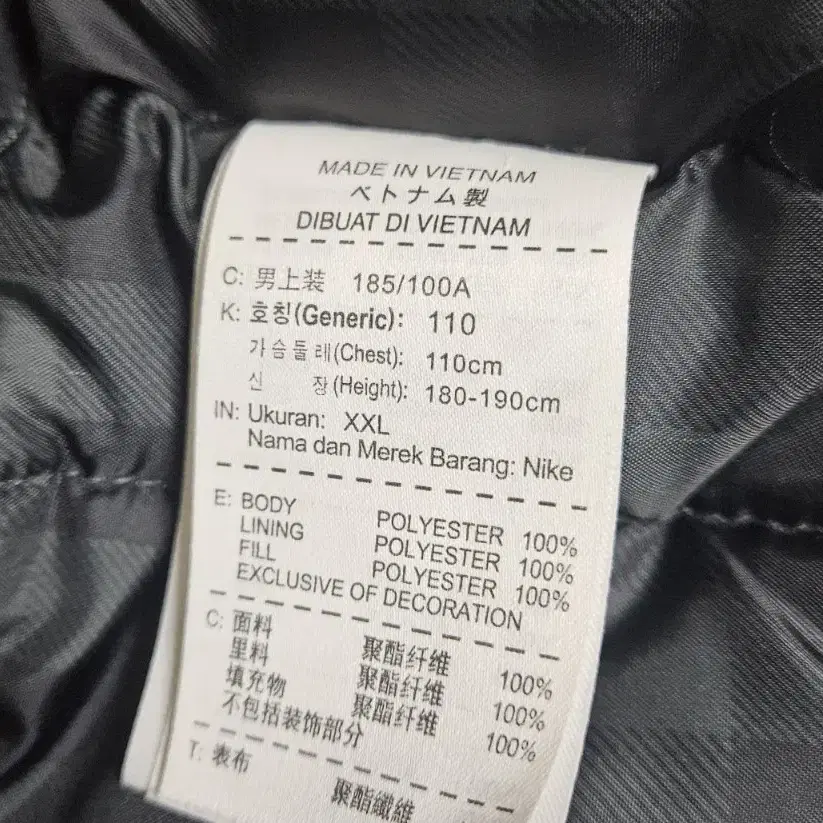 MADE IN VIETNAM
ベトナム製
DIBUAT DI VIETNAM
C: 男上装 185/100A
K: 호칭(Generic): 110
가슴둘레(Chest): 110cm
신 장(Height): 180-190cm
IN: Ukuran: XXL
Nama dan Merek Barang: Nike
E: BODY POLYESTER 100%
LINING POLYESTER 100%
FILL POLYESTER 100%
EXCLUSIVE OF DECORATION
C: 面料 聚酯纤维 100%
里料 聚酯纤维 100%
填充物 聚酯纤维 100%
不包括装饰部分
T: 表布 聚酯纖維